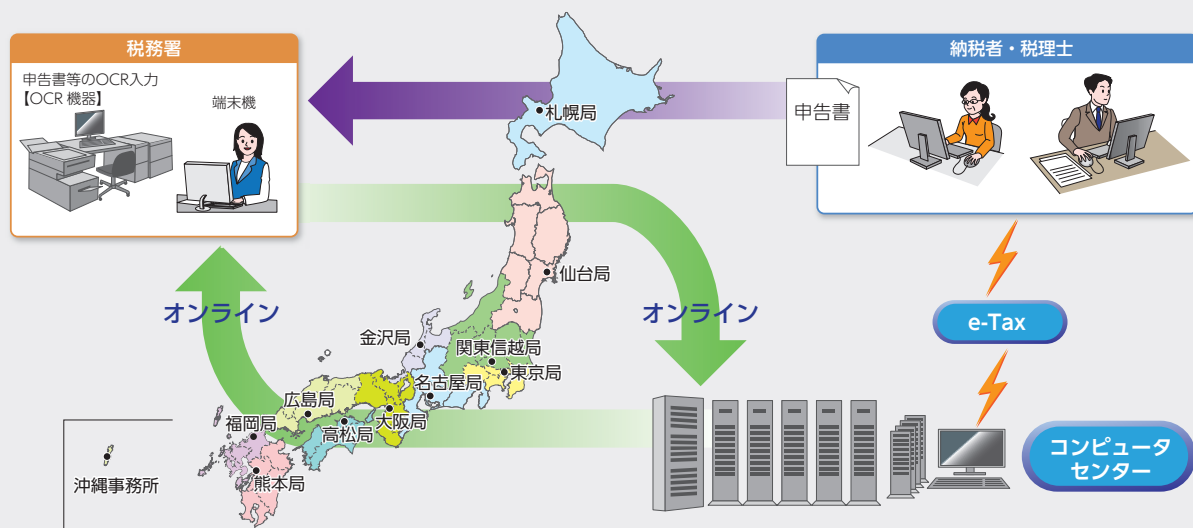 税務署
申告書等のOCR入力
【OCR 機器】
端末機
納税者・税理士
申告書
札幌局
仙台局
オンライン
オンライン
e-Tax
金沢局
関東信越局
東京局
名古屋局
広島局
大阪局
福岡局
高松局
熊本局
沖縄事務所
コンピュータ
センター